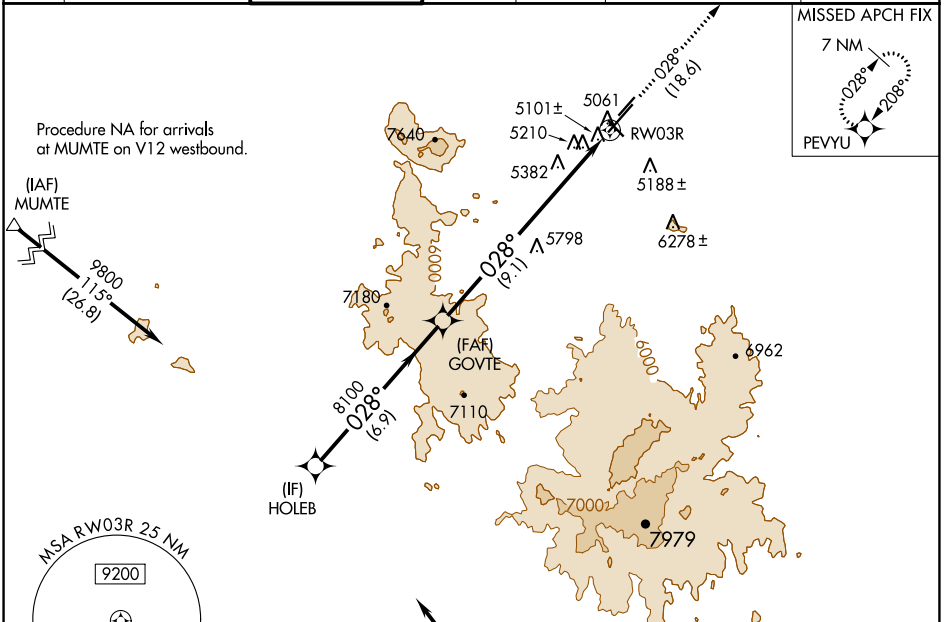 MISSED APCH FIX
7 NM
028°
208°
PEVYU
028°
(18.6)
5061
5101±
5210
RW03R
7640
5382
5188±
Procedure NA for arrivals
at MUMTE on V12 westbound.
(IAF)
MUMTE
6278±
5798
028°
(9.1)
6000
9800
115°
(26.8)
7180
(FAF)
GOVTE
6000
6962
8100
028°
(6.9)
7110
(IF)
HOLEB
7000
7979
MSA RW03R 25 NM
9200